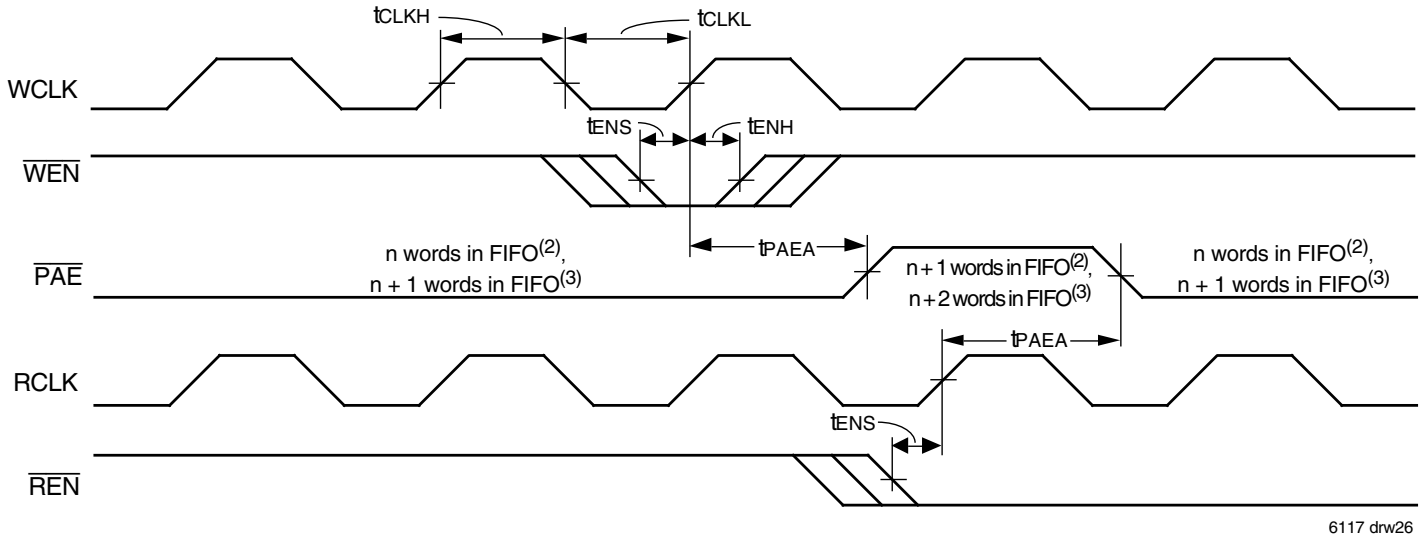 tCLKH
tCLKL
WCLK
tENS
tENH
WEN
tPAEA
n words in FIFO(2),
n + 1 words in FIFO(3)
PAE
n + 1 words in FIFO(2),
n + 2 words in FIFO(3)
n words in FIFO(2),
n + 1 words in FIFO(3)
tPAEA
RCLK
tENS
REN
6117 drw26